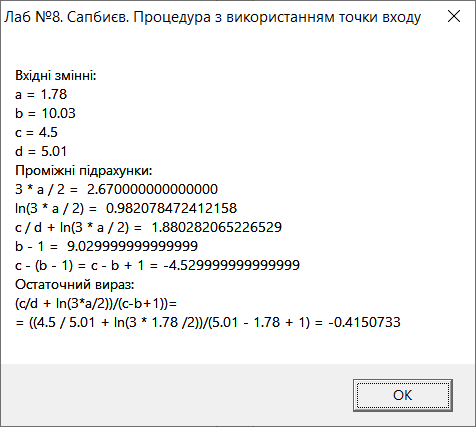 Лаб №8. Сапбиєв. Процедура з використанням точки входу
Вхідні змінні:
a = 1.78
b = 10.03
c = 4.5
d = 5.01
Проміжні підрахунки:
3 * a / 2 =  2.670000000000000
ln(3 * a / 2) =  0.982078472412158
c / d + ln(3 * a / 2) =  1.880282065226529
b - 1 =  9.029999999999999
c - (b - 1) = c - b + 1 = -4.529999999999999
Остаточний вираз:
(c/d + ln(3*a/2))/(c-b+1))=
= ((4.5 / 5.01 + ln(3 * 1.78 /2))/(5.01 - 1.78 + 1) = -0.4150733
OK